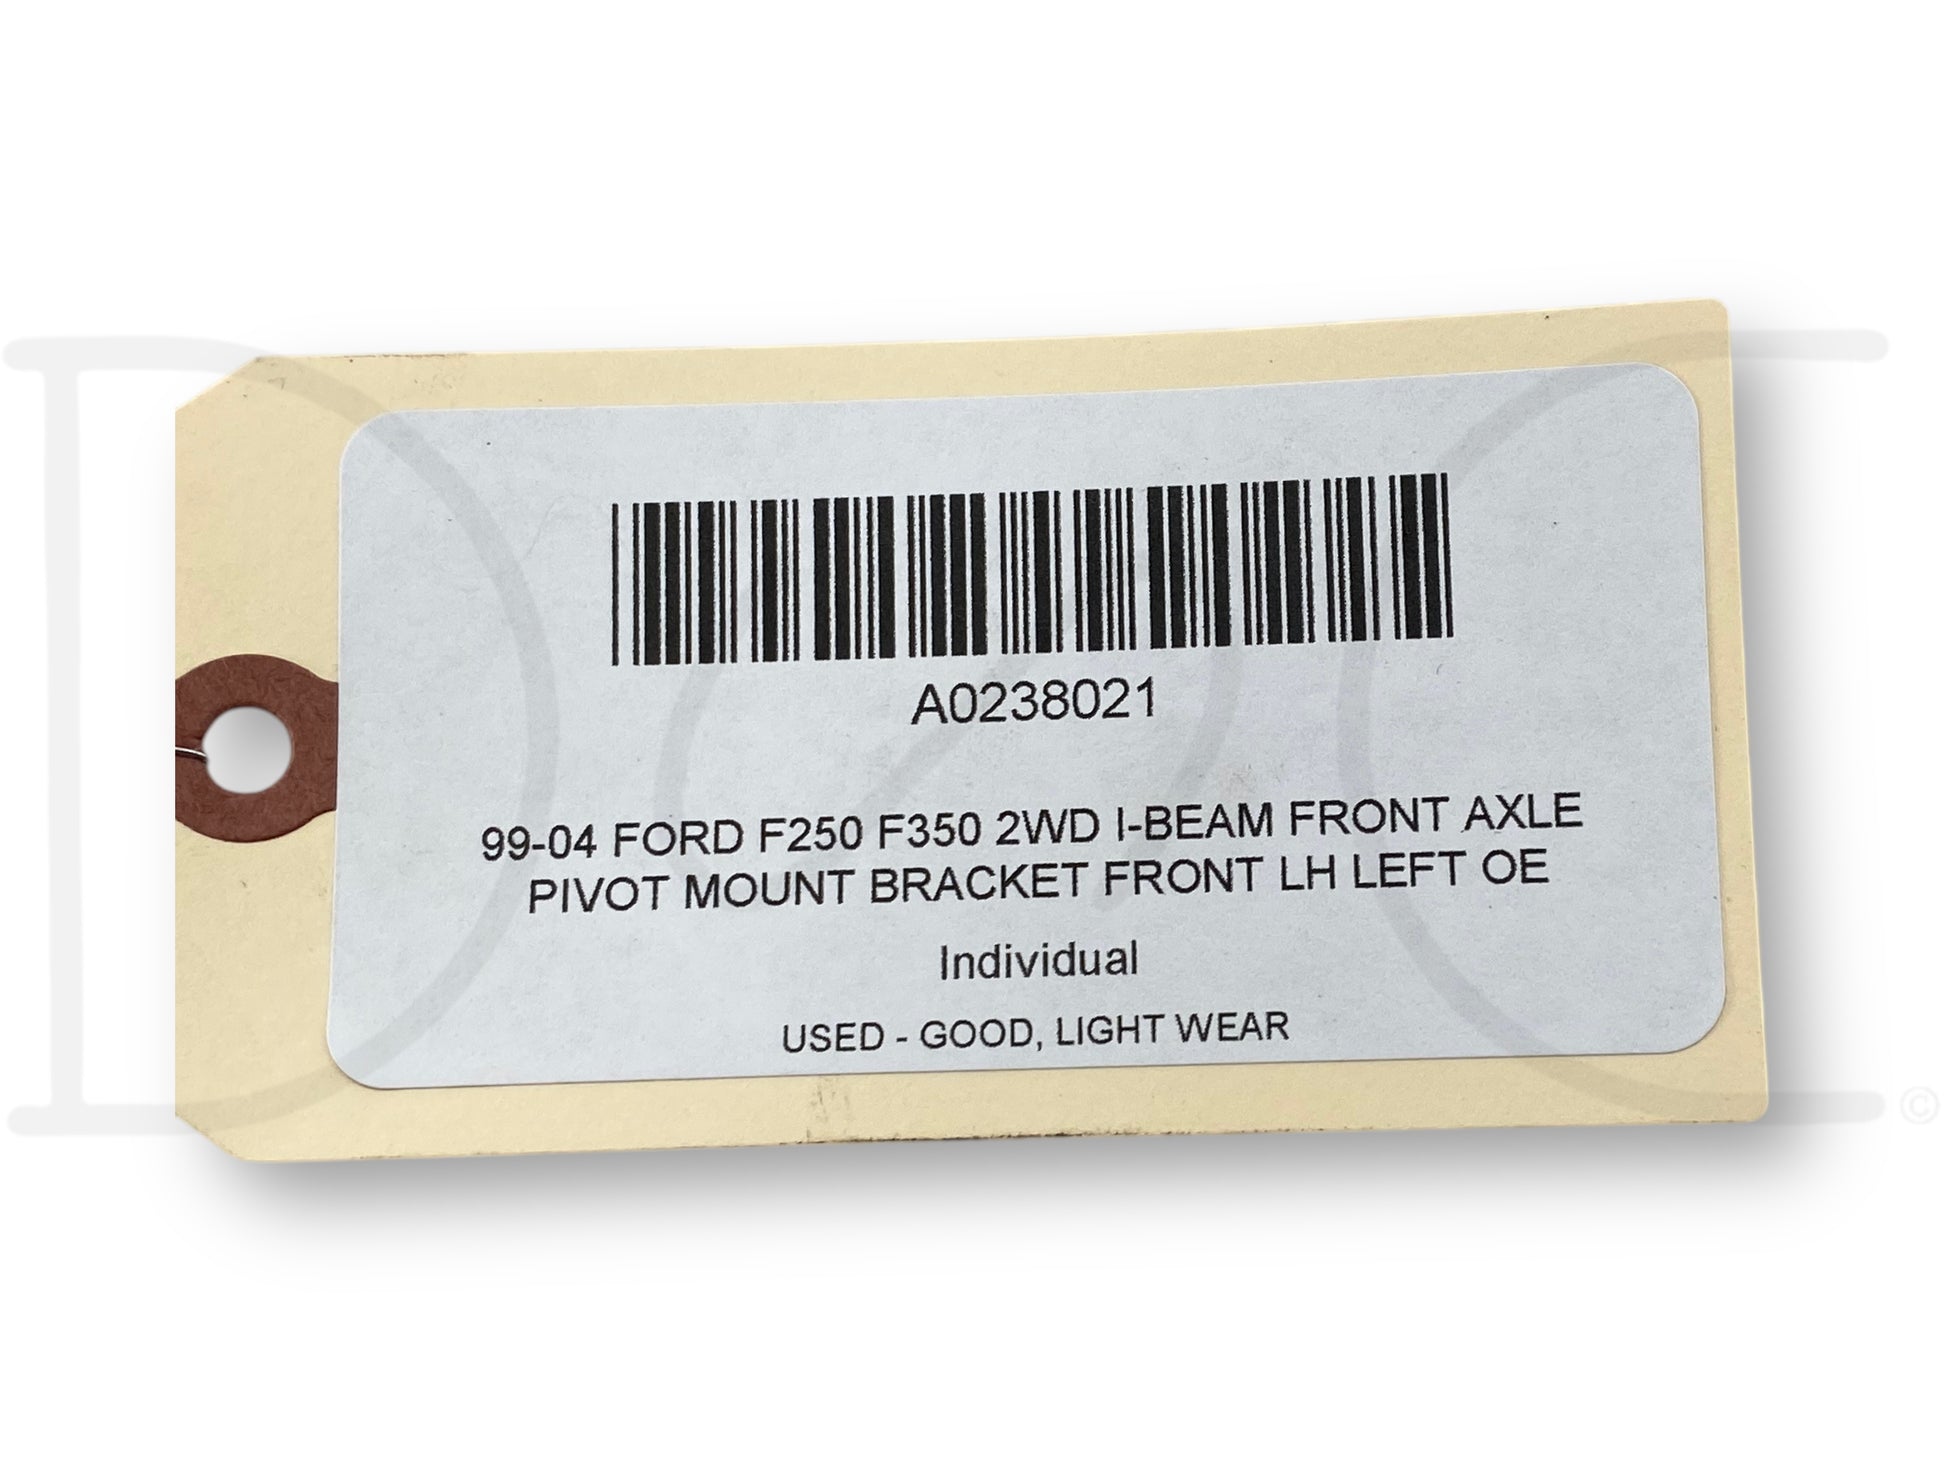 A0238021
99-04 FORD F250 F350 2WD I-BEAM FRONT AXLE
PIVOT MOUNT BRACKET FRONT LH LEFT OE
Individual
USED - GOOD, LIGHT WEAR
©